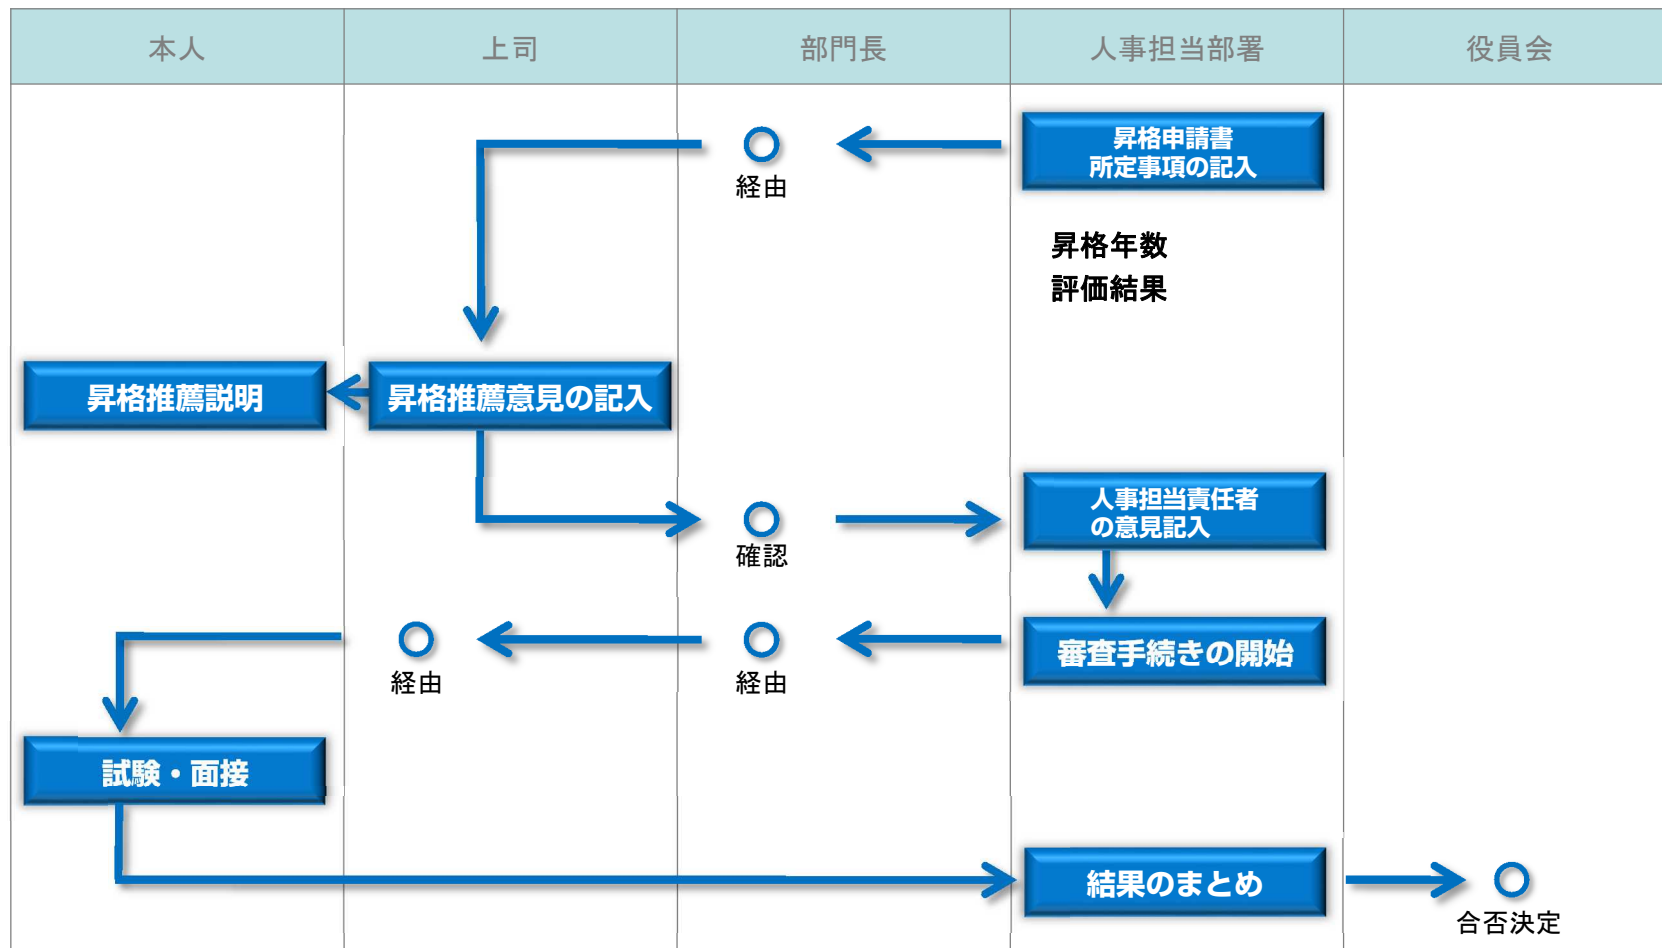 本人
上司
部門長
人事担当部署
役員会
昇格申請書
所定事項の記入
経由
昇格年数
評価結果
昇格推薦説明
昇格推薦意見の記入
人事担当責任者
の意見記入
確認
審査手続きの開始
経由
経由
試験・面接
結果のまとめ
合否決定